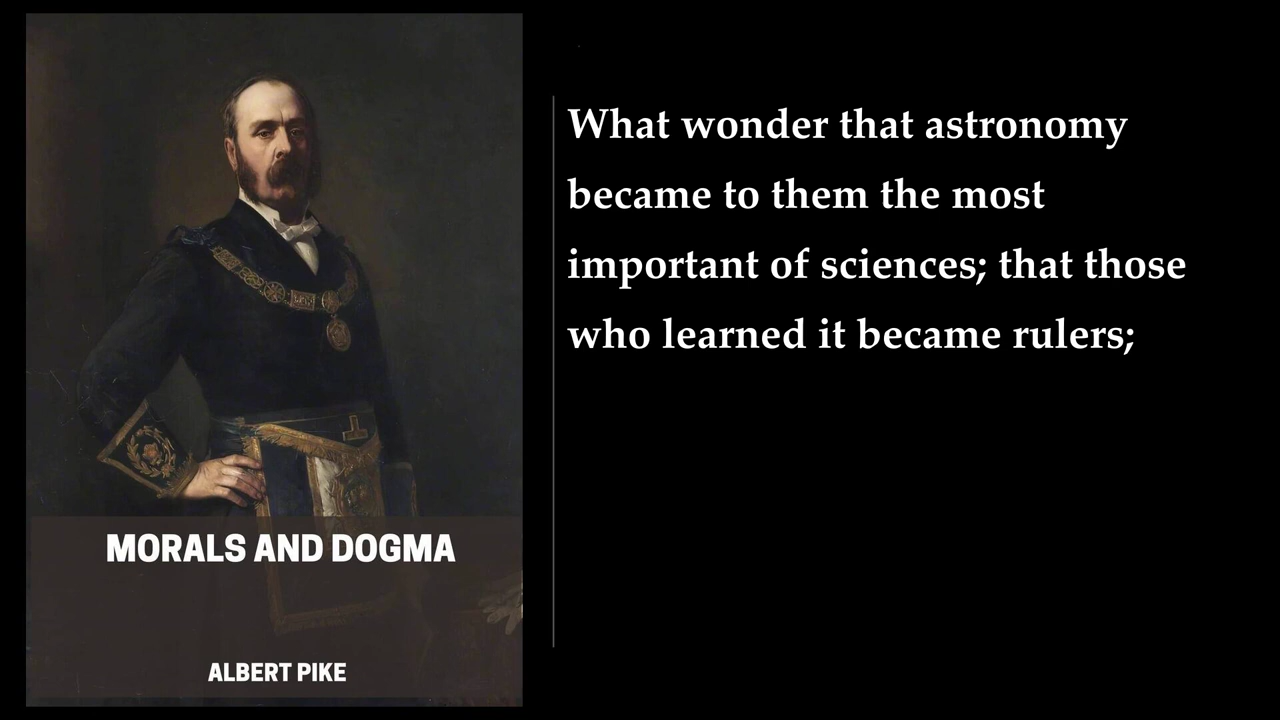 What wonder that astronomy
became to them the most
important of sciences; that those
who learned it became rulers;
MORALS AND DOGMA
ALBERT PIKE